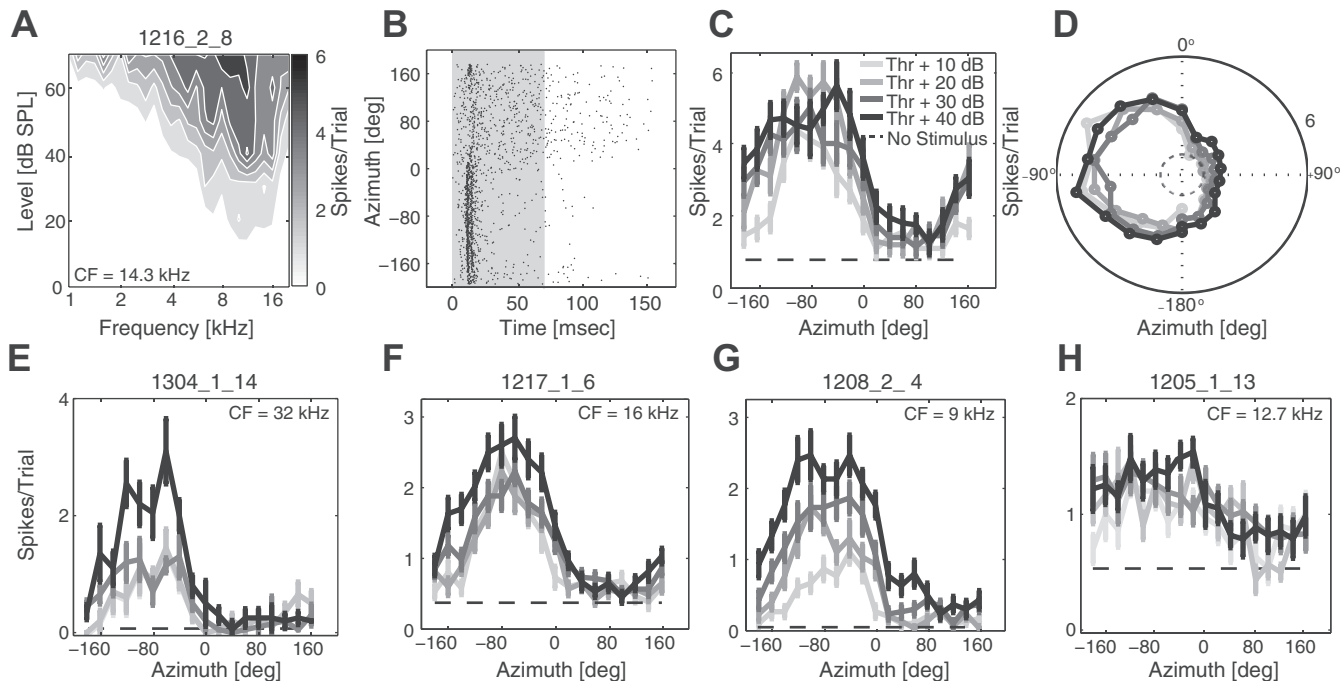 A
1216_2_8
Level [dB SPL]
60
40
20
0
CF = 14.3 kHz
1
2
4
8
16
Frequency [kHz]
6
4
2
0
Spikes/Trial
B
Azimuth [deg]
160
80
0
−80
−160
0
50
100
150
Time [msec]
C
Spikes/Trial
6
4
2
0
Thr + 10 dB
Thr + 20 dB
Thr + 30 dB
Thr + 40 dB
No Stimulus
−160
−80
0
80
160
Azimuth [deg]
D
Spikes/Trial
0°
6
-90°
+90°
-180°
Azimuth [deg]
E
1304_1_14
CF = 32 kHz
Spikes/Trial
4
2
0
−160
−80
0
80
160
Azimuth [deg]
F
1217_1_6
CF = 16 kHz
3
2
1
0
−160
−80
0
80
160
Azimuth [deg]
G
1208_2_ 4
CF = 9 kHz
3
2
1
0
−160
−80
0
80
160
Azimuth [deg]
H
1205_1_13
CF = 12.7 kHz
2
1
0
−160
−80
0
80
160
Azimuth [deg]